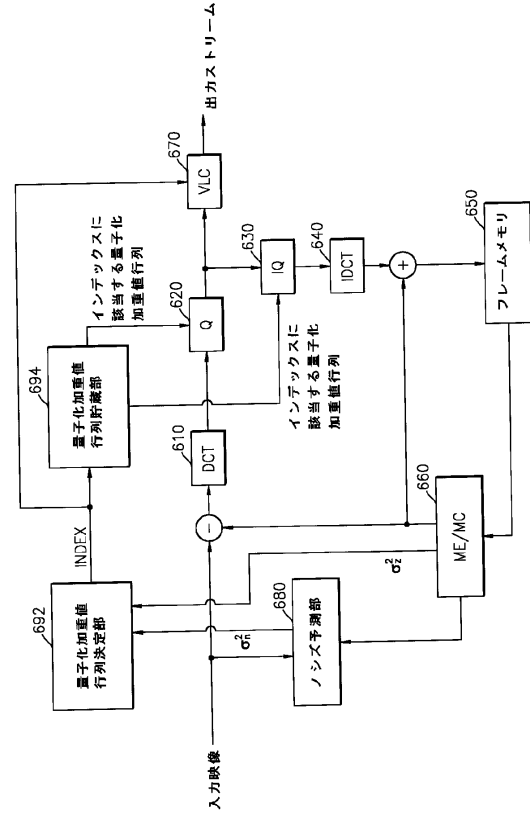 入力映像
692
量子化加重値
行列決定部
INDEX
694
量子化加重値
行列貯蔵部
インデックスに
該当する量子化
加重値行列
670
VLC
出力ストリーム
620
Q
610
DCT
630
IQ
インデックスに
該当する量子化
加重値行列
640
IDCT
−
+
σn²
σz²
680
ノシズ予測部
660
ME/MC
650
フレームメモリ